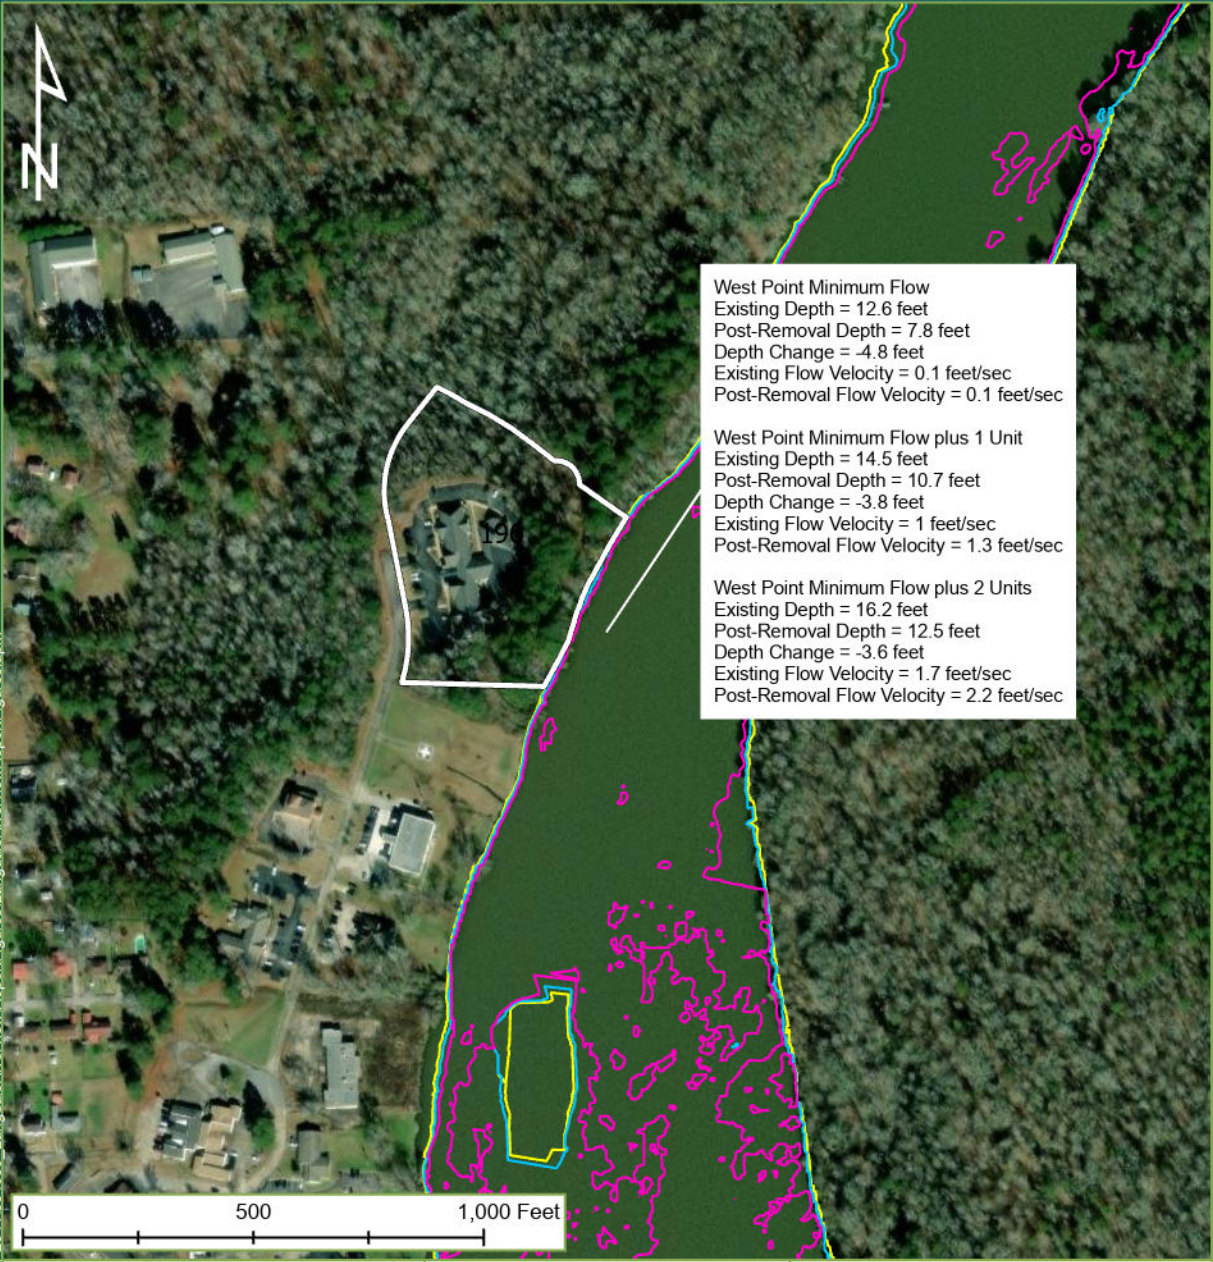 N
West Point Minimum Flow
Existing Depth = 12.6 feet
Post-Removal Depth = 7.8 feet
Depth Change = -4.8 feet
Existing Flow Velocity = 0.1 feet/sec
Post-Removal Flow Velocity = 0.1 feet/sec
West Point Minimum Flow plus 1 Unit
Existing Depth = 14.5 feet
Post-Removal Depth = 10.7 feet
Depth Change = -3.8 feet
Existing Flow Velocity = 1 feet/sec
Post-Removal Flow Velocity = 1.3 feet/sec
West Point Minimum Flow plus 2 Units
Existing Depth = 16.2 feet
Post-Removal Depth = 12.5 feet
Depth Change = -3.6 feet
Existing Flow Velocity = 1.7 feet/sec
Post-Removal Flow Velocity = 2.2 feet/sec
0 500 1,000 Feet